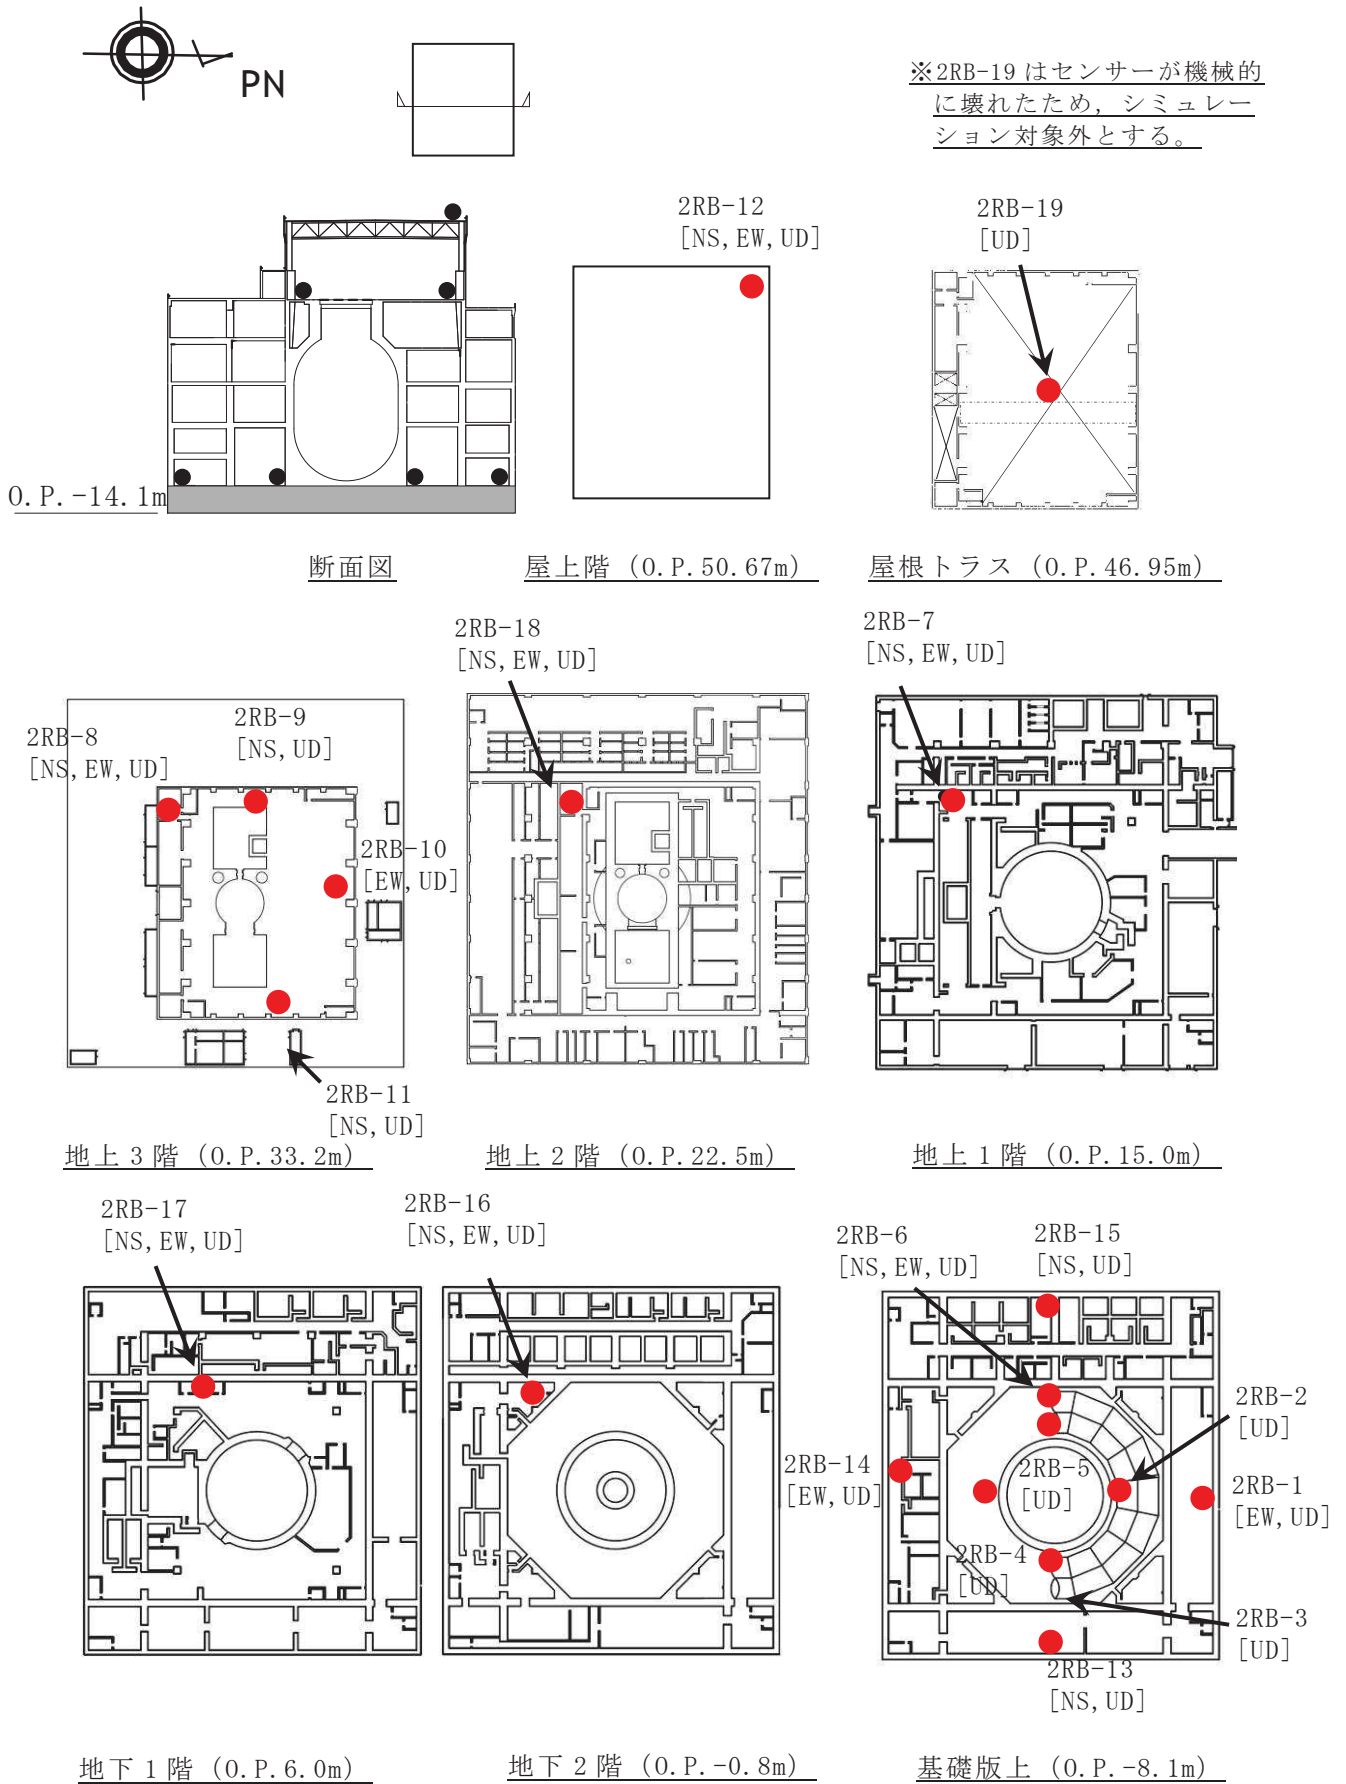 PN
※2RB-19 はセンサーが機械的
に壊れたため，シミュレー
ション対象外とする。
2RB-12
[NS,EW,UD]
2RB-19
[UD]
O.P.-14.1m
断面図
屋上階（O.P.50.67m）
屋根トラス（O.P.46.95m）
2RB-8
[NS,EW,UD]
2RB-9
[NS,UD]
2RB-10
[EW,UD]
2RB-11
[NS,UD]
2RB-18
[NS,EW,UD]
2RB-7
[NS,EW,UD]
地上 3 階（O.P.33.2m）
地上 2 階（O.P.22.5m）
地上 1 階（O.P.15.0m）
2RB-17
[NS,EW,UD]
2RB-16
[NS,EW,UD]
2RB-6
[NS,EW,UD]
2RB-15
[NS,UD]
2RB-2
[UD]
2RB-14
[EW,UD]
2RB-5
[UD]
2RB-1
[EW,UD]
2RB-4
[UD]
2RB-3
[UD]
2RB-13
[NS,UD]
地下 1 階（O.P.6.0m）
地下 2 階（O.P.-0.8m）
基礎版上（O.P.-8.1m）